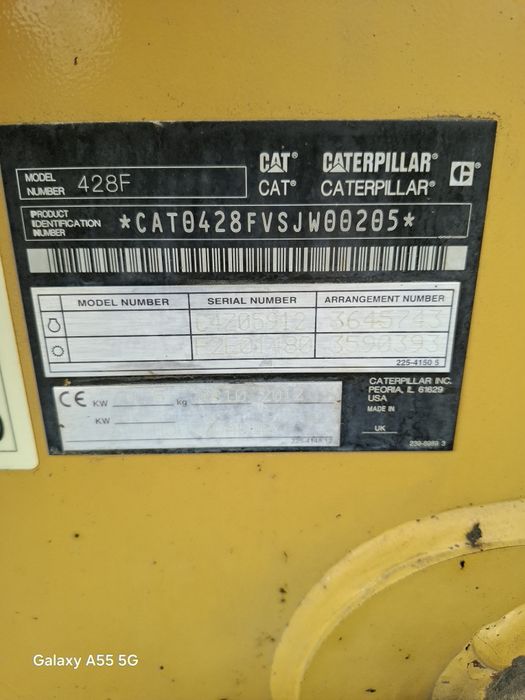 CAT® CATERPILLAR®
CAT® CATERPILLAR®
MODEL NUMBER 428F
PRODUCT IDENTIFICATION NUMBER *CAT0428FVSJW00205*
MODEL NUMBER SERIAL NUMBER ARRANGEMENT NUMBER
225-4150 5
CE KW kg
KW
CATERPILLAR INC.
PEORIA, IL 61629
USA
MADE IN
UK
Galaxy A55 5G